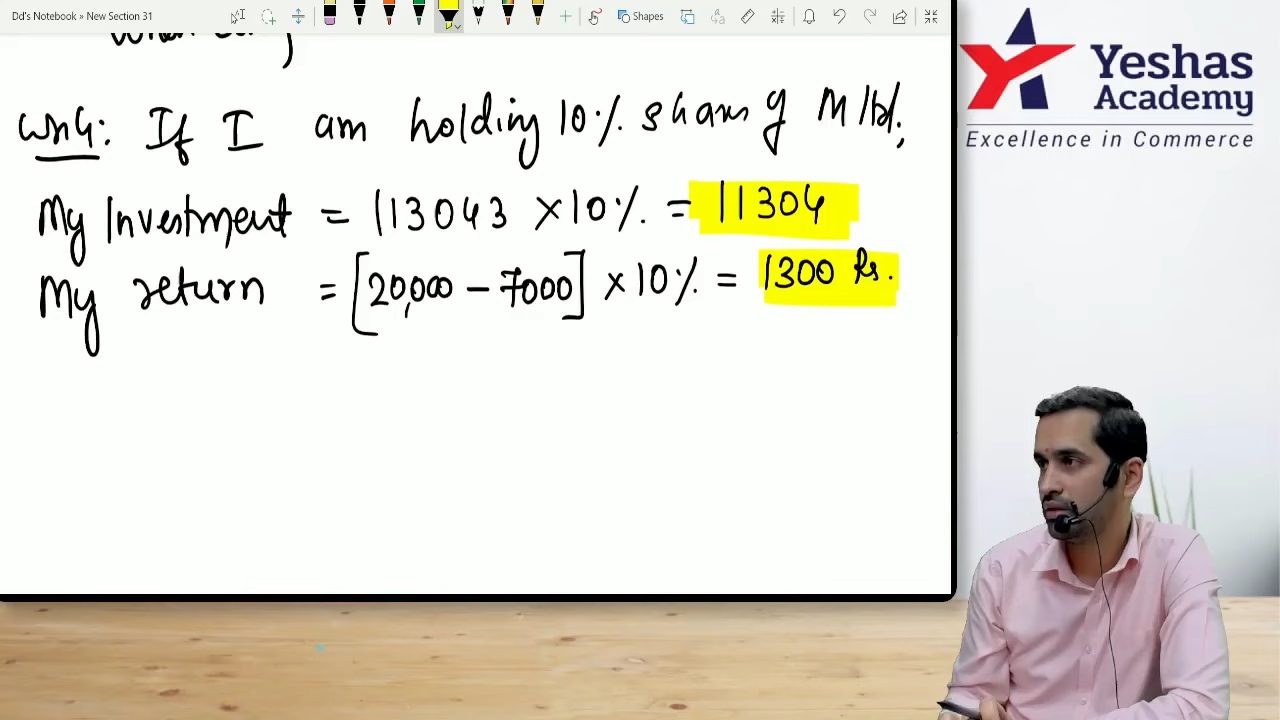 Dd's Notebook » New Section 31
Shapes
when
Yeshas
Academy
Excellence in Commerce
WN4: If I am holding 10% shares of M ltd;
My Investment = 113043 × 10% = 11304
My return = [20,000 - 7000] × 10% = 1300 Rs.